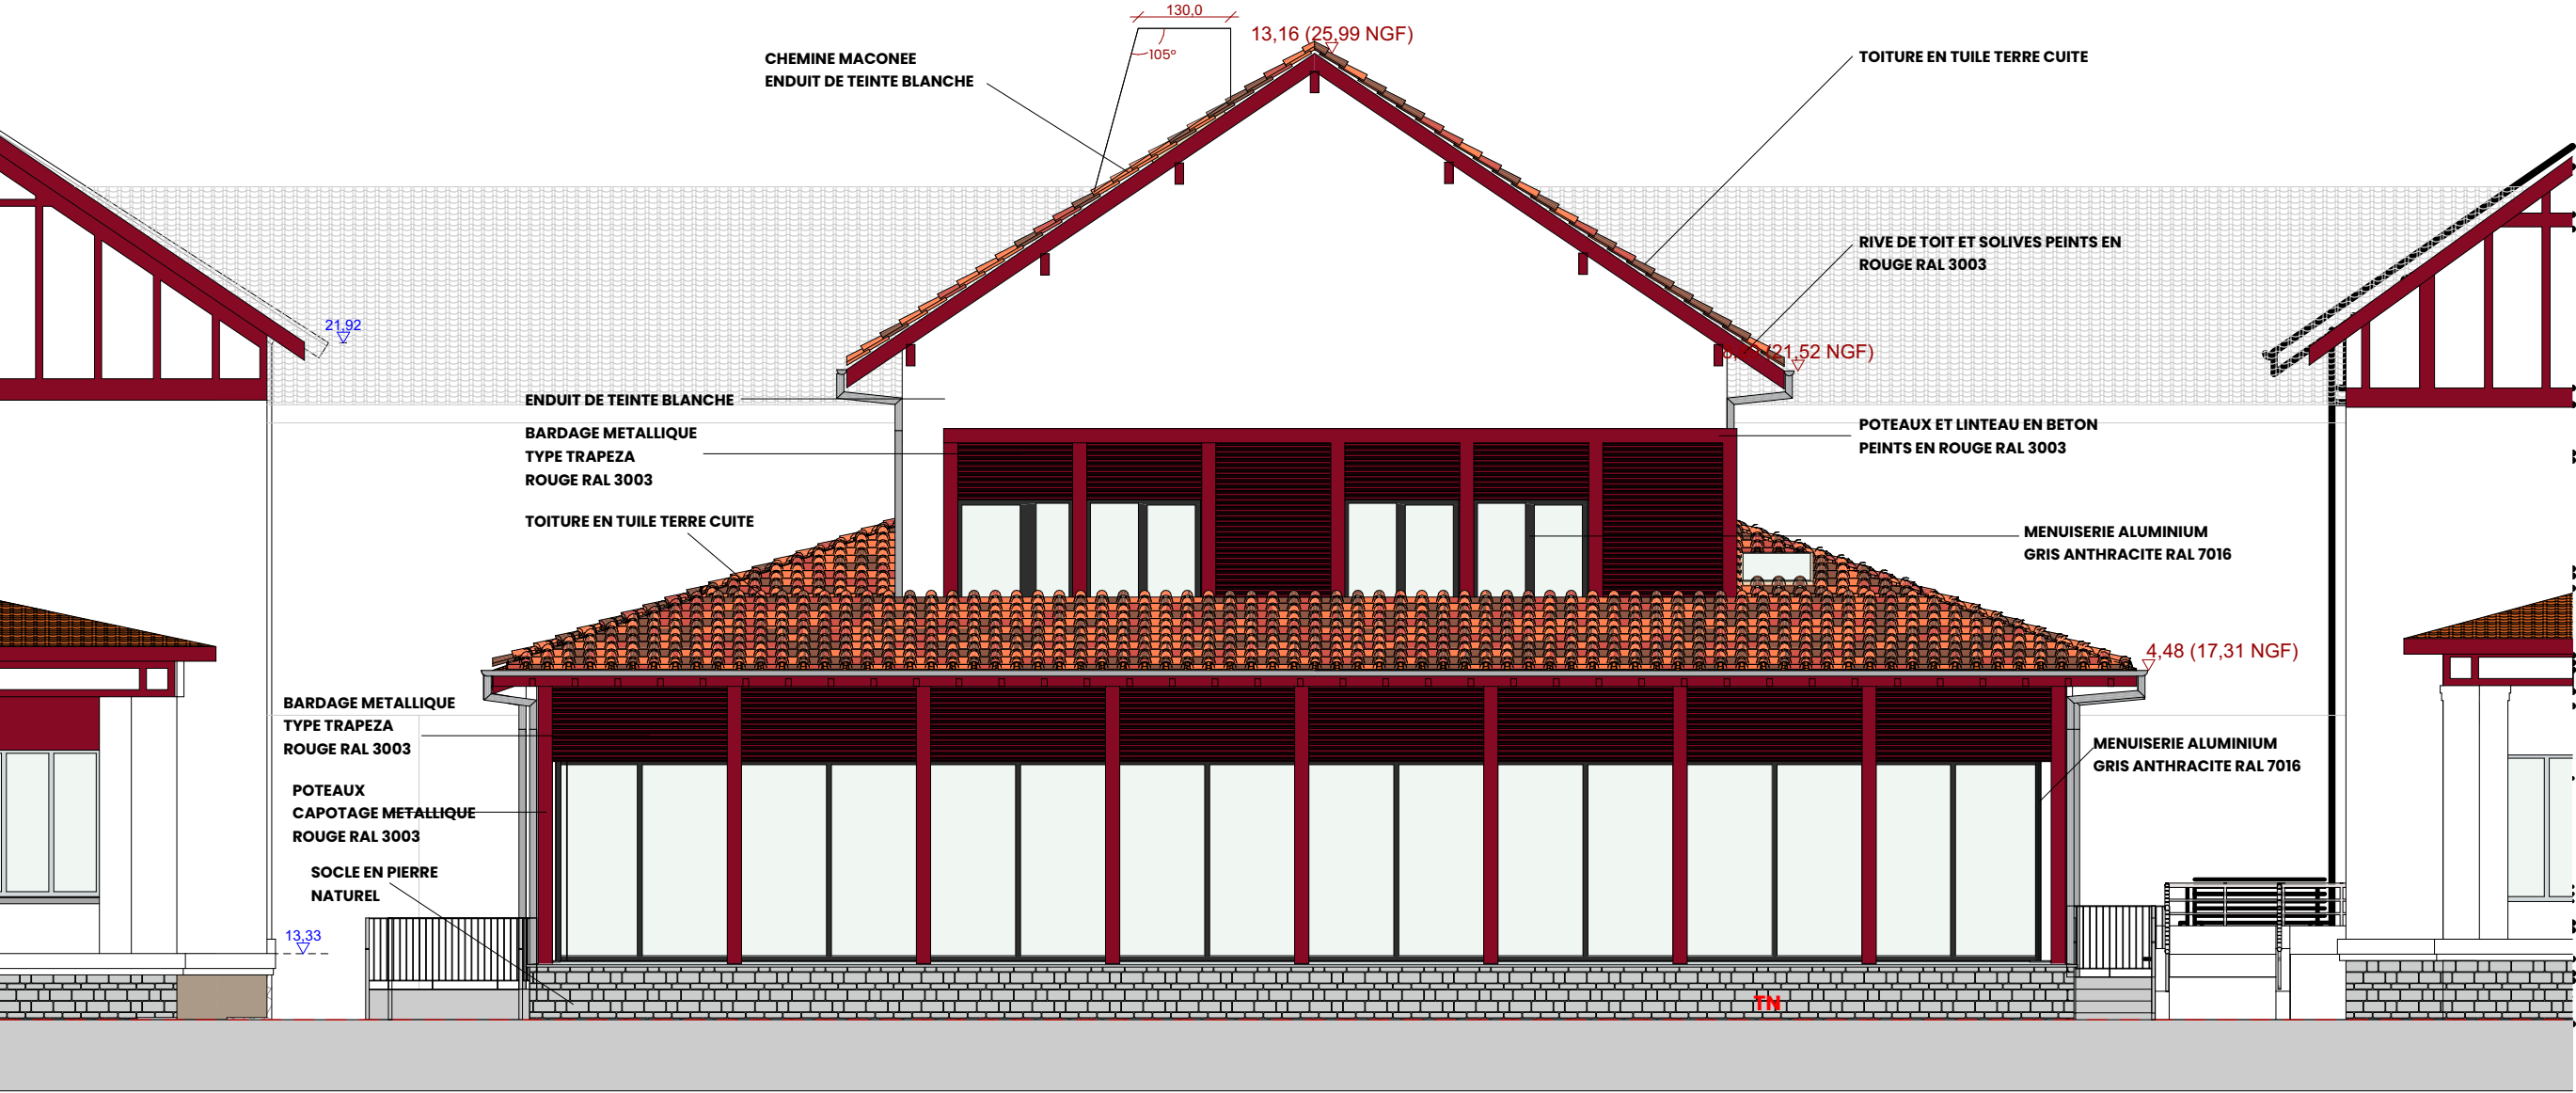 130,0
105°
13,16 (25,99 NGF)
CHEMINE MACONEE
ENDUIT DE TEINTE BLANCHE
TOITURE EN TUILE TERRE CUITE
RIVE DE TOIT ET SOLIVES PEINTS EN
ROUGE RAL 3003
21,92
(21,52 NGF)
ENDUIT DE TEINTE BLANCHE
BARDAGE METALLIQUE
TYPE TRAPEZA
ROUGE RAL 3003
POTEAUX ET LINTEAU EN BETON
PEINTS EN ROUGE RAL 3003
TOITURE EN TUILE TERRE CUITE
MENUISERIE ALUMINIUM
GRIS ANTHRACITE RAL 7016
4,48 (17,31 NGF)
BARDAGE METALLIQUE
TYPE TRAPEZA
ROUGE RAL 3003
MENUISERIE ALUMINIUM
GRIS ANTHRACITE RAL 7016
POTEAUX
CAPOTAGE METALLIQUE
ROUGE RAL 3003
SOCLE EN PIERRE
NATUREL
13,33
TN